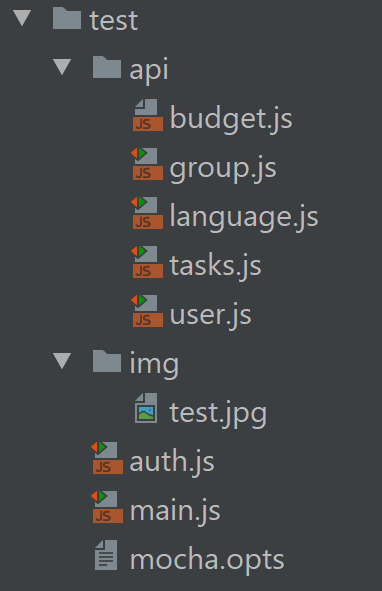 test
api
budget.js
group.js
language.js
tasks.js
user.js
img
test.jpg
auth.js
main.js
mocha.opts